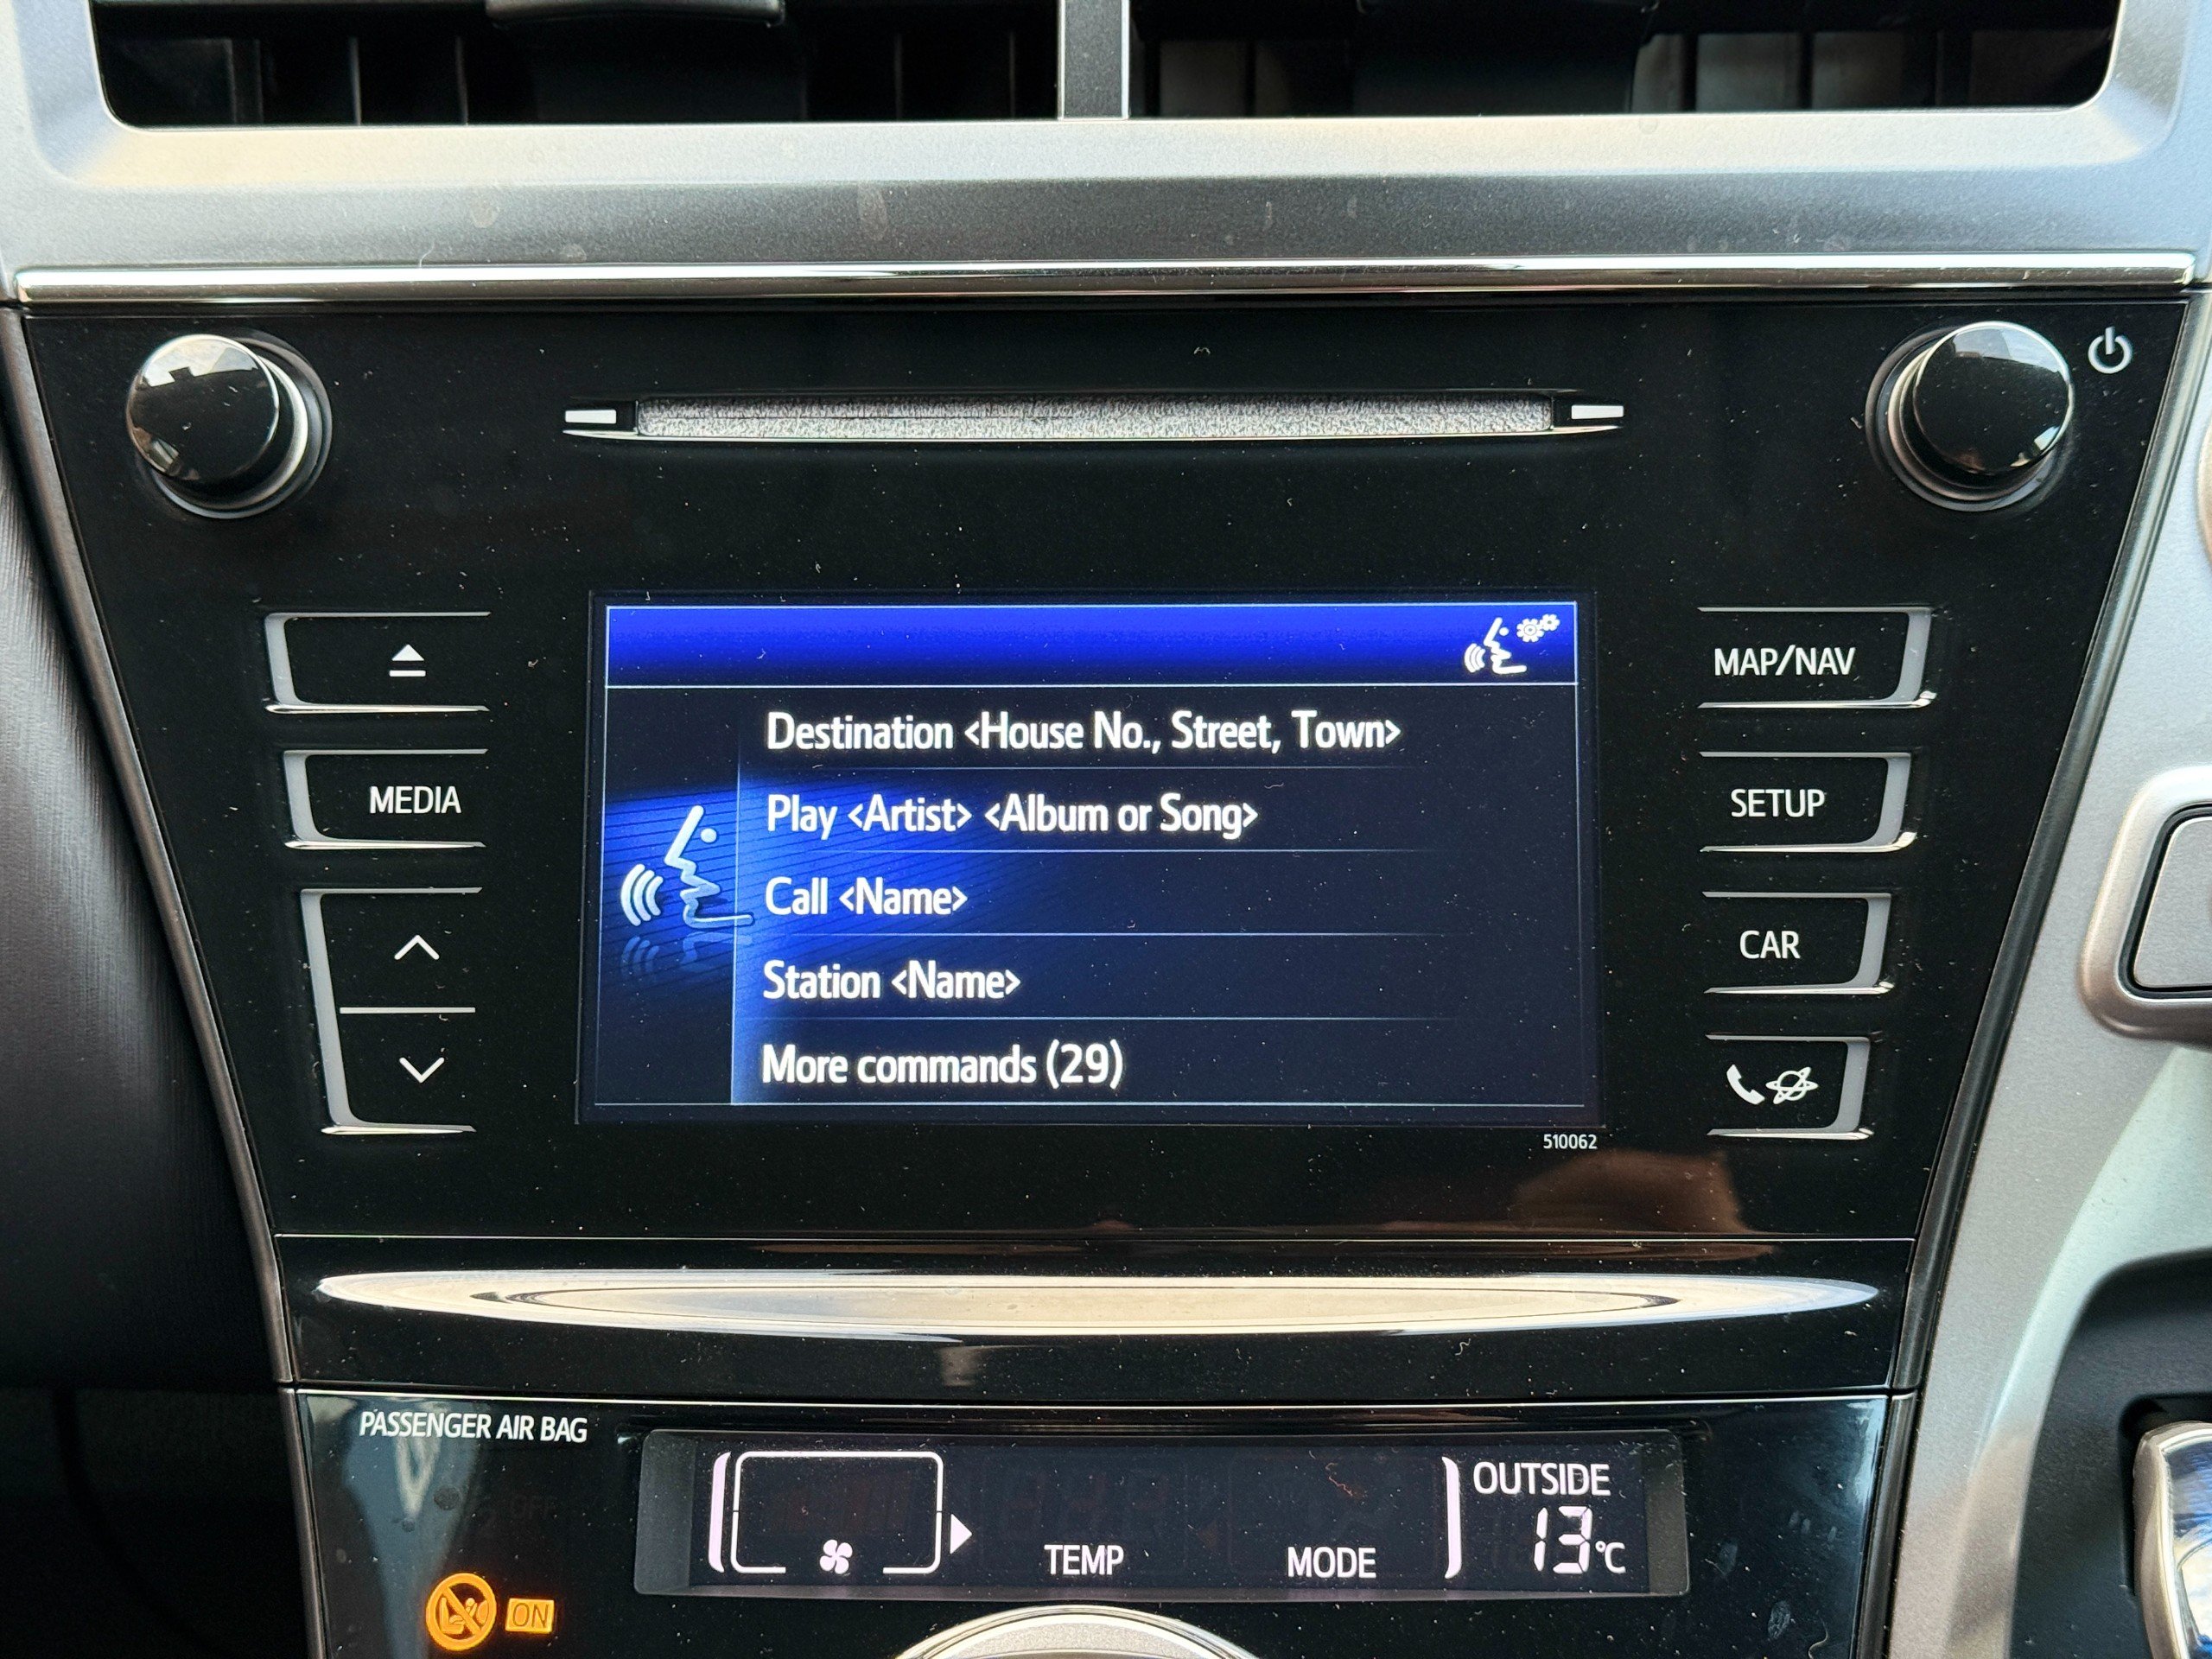 Destination <House No., Street, Town>
Play <Artist> <Album or Song>
Call <Name>
Station <Name>
More commands (29)
510062
MEDIA
MAP/NAV
SETUP
CAR
PASSENGER AIR BAG
OFF
ON
TEMP
MODE
OUTSIDE
13°C